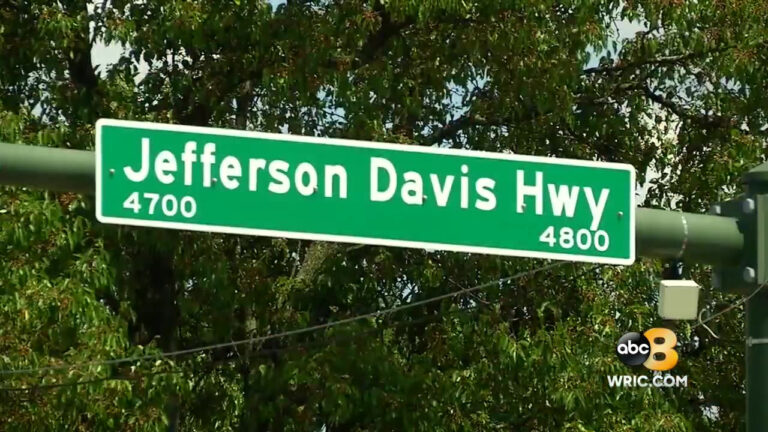 Jefferson Davis Hwy
4700 4800
abc 8
WRIC.COM